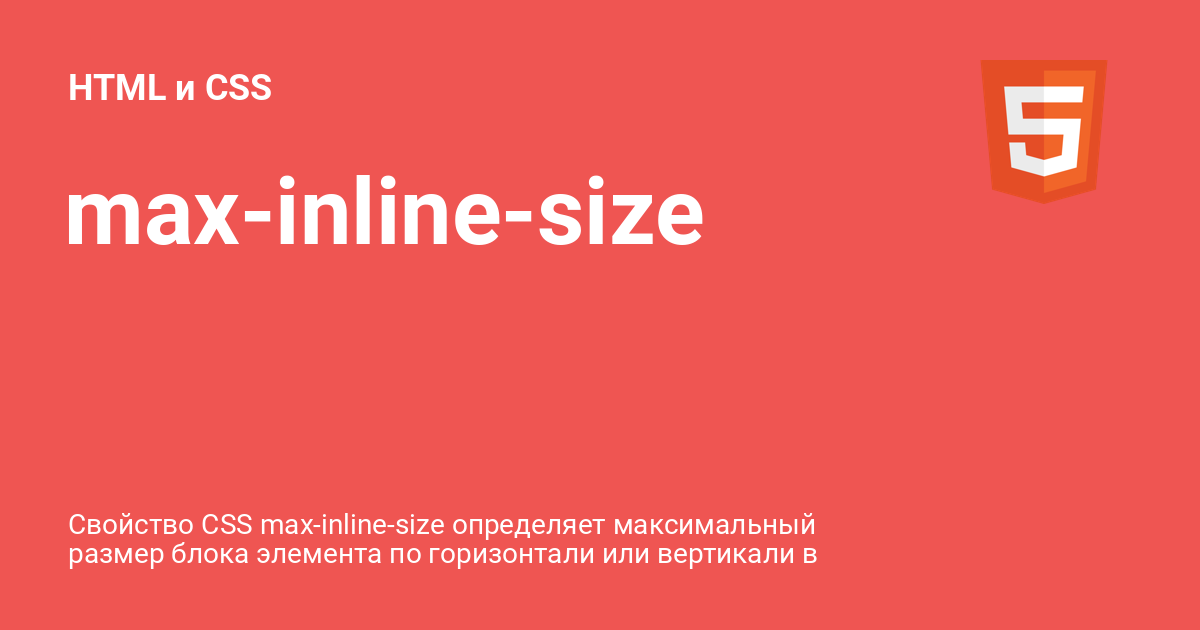 HTML и CSS
max-inline-size
Свойство CSS max-inline-size определяет максимальный
размер блока элемента по горизонтали или вертикали в